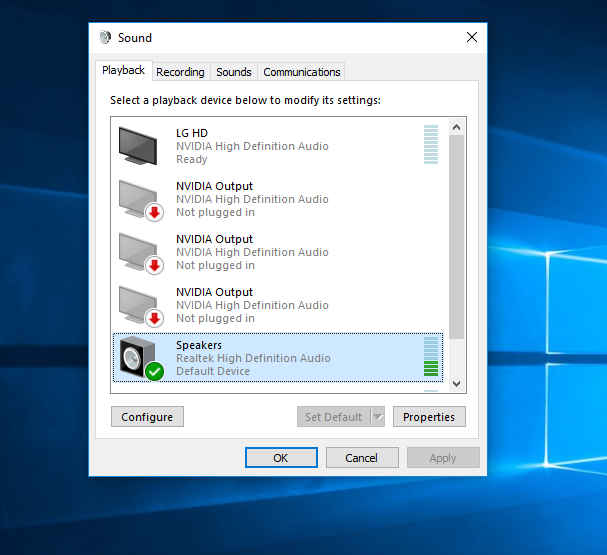 Sound
Playback Recording Sounds Communications
Select a playback device below to modify its settings:
LG HD
NVIDIA High Definition Audio
Ready
NVIDIA Output
NVIDIA High Definition Audio
Not plugged in
NVIDIA Output
NVIDIA High Definition Audio
Not plugged in
NVIDIA Output
NVIDIA High Definition Audio
Not plugged in
Speakers
Realtek High Definition Audio
Default Device
Configure Set Default Properties
OK Cancel Apply